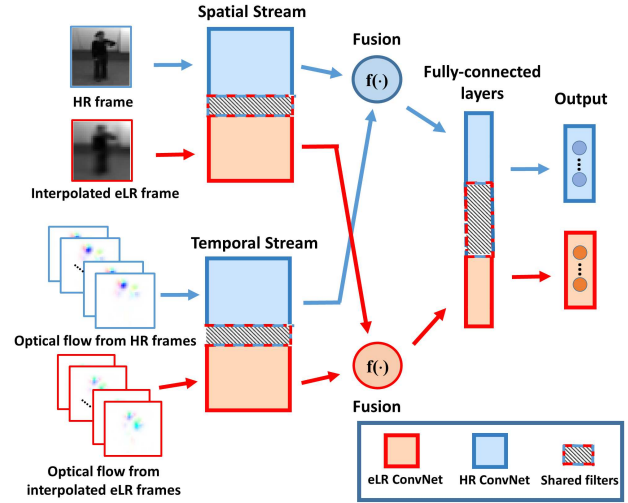 Spatial Stream
Fusion
f(·)
HR frame
Fully-connected
layers
Output
Interpolated eLR frame
Temporal Stream
Optical flow from HR frames
f(·)
Fusion
Optical flow from
interpolated eLR frames
eLR ConvNet
HR ConvNet
Shared filters